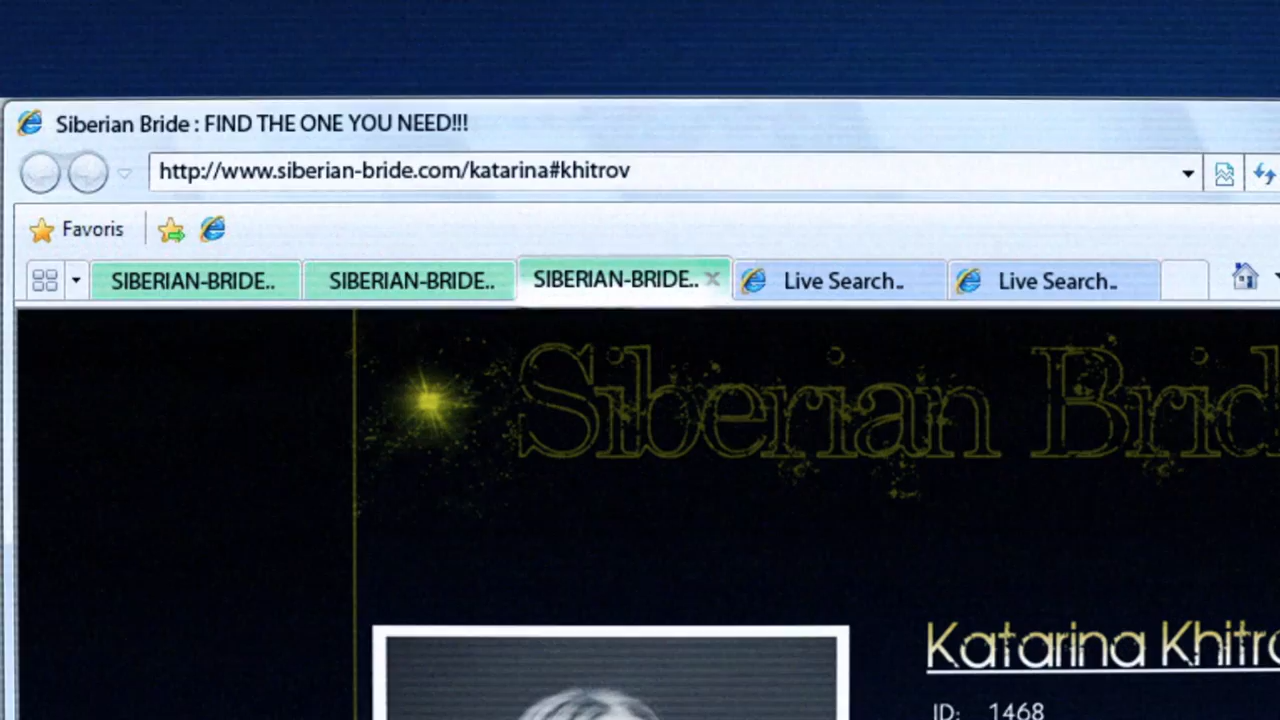 Siberian Bride : FIND THE ONE YOU NEED!!!
http://www.siberian-bride.com/katarina#khitrov
Favoris
SIBERIAN-BRIDE.. SIBERIAN-BRIDE.. SIBERIAN-BRIDE.. Live Search.. Live Search..
Siberian Brid
Katarina Khitro
ID: 1468